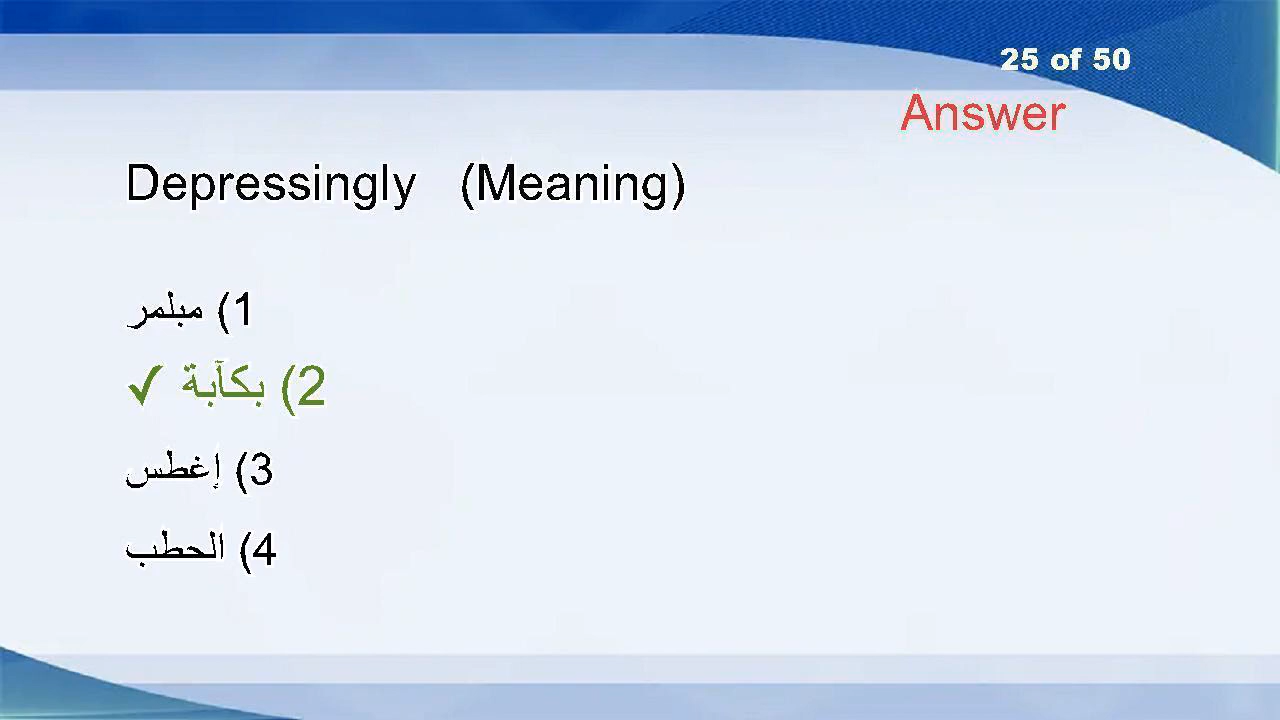 25 of 50
Answer
Depressingly (Meaning)
1) مبلمر
2) بكآبة ✓
3) إغطس
4) الحطب